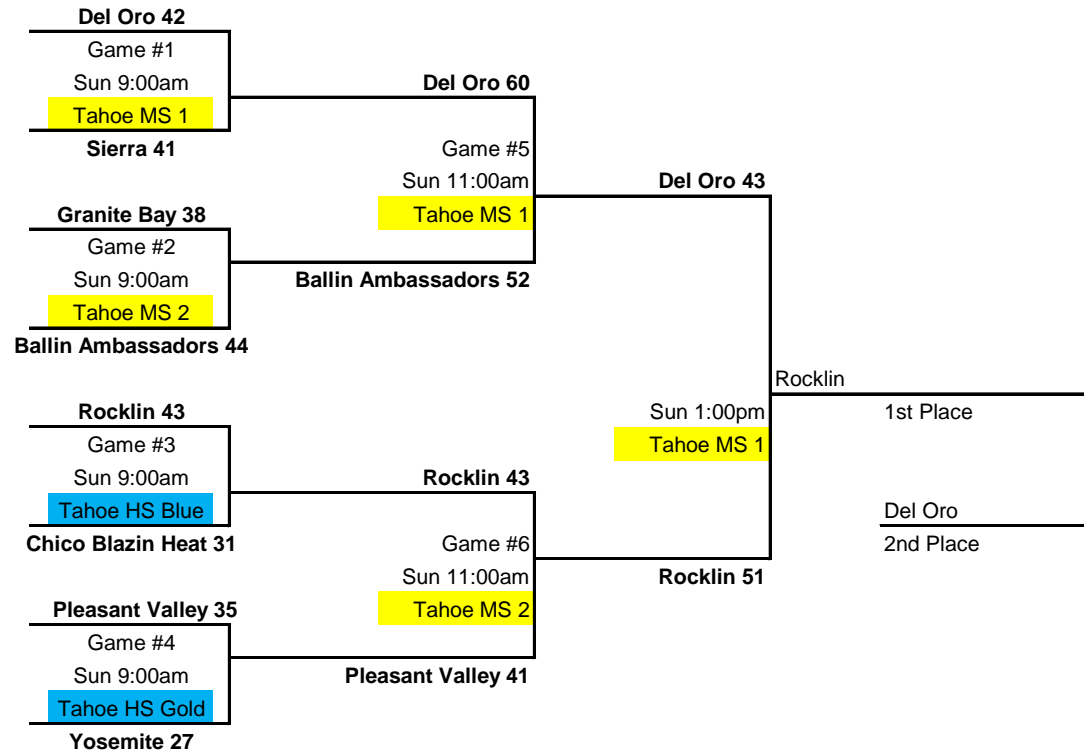 Del Oro 42
Game #1
Sun 9:00am
Tahoe MS 1
Sierra 41
Granite Bay 38
Game #2
Sun 9:00am
Tahoe MS 2
Ballin Ambassadors 44
Rocklin 43
Game #3
Sun 9:00am
Tahoe HS Blue
Chico Blazin Heat 31
Pleasant Valley 35
Game #4
Sun 9:00am
Tahoe HS Gold
Yosemite 27
Del Oro 60
Game #5
Sun 11:00am
Tahoe MS 1
Ballin Ambassadors 52
Rocklin 43
Game #6
Sun 11:00am
Tahoe MS 2
Pleasant Valley 41
Del Oro 43
Sun 1:00pm
Tahoe MS 1
Rocklin 51
Rocklin
1st Place
Del Oro
2nd Place